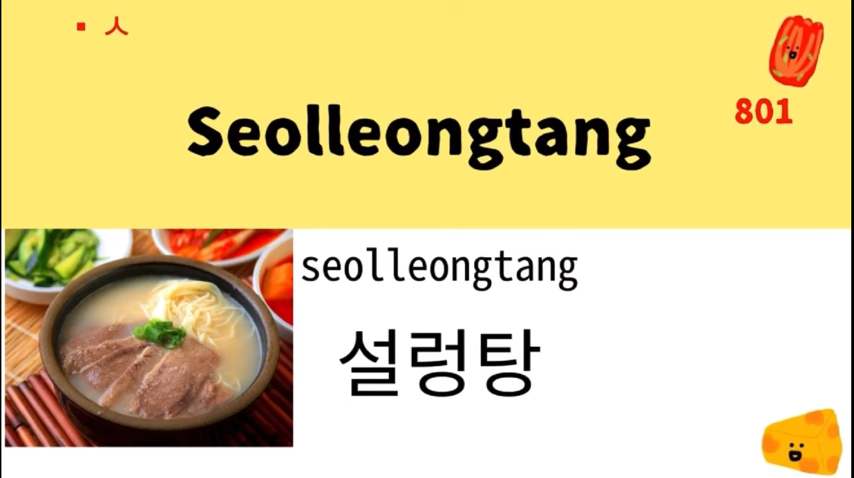 ▪ ㅅ
801
Seolleongtang
seolleongtang
설렁탕